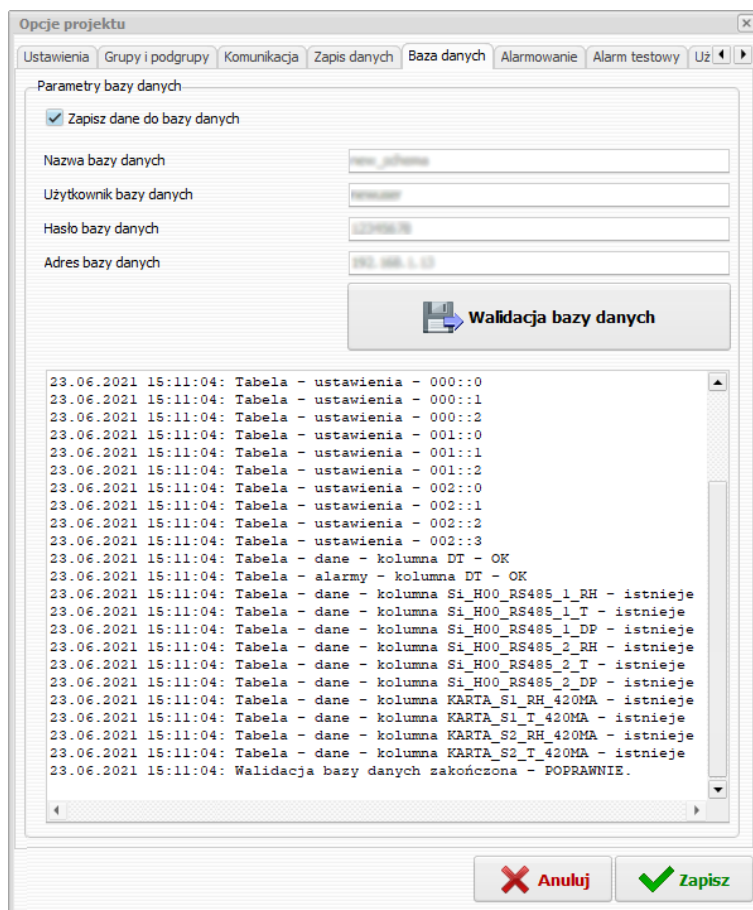 Opcje projektu
Ustawienia Grupy i podgrupy Komunikacja Zapis danych Baza danych Alarmowanie Alarm testowy Uż
Parametry bazy danych
Zapisz dane do bazy danych
Nazwa bazy danych
Użytkownik bazy danych
Hasło bazy danych
Adres bazy danych
Walidacja bazy danych
23.06.2021 15:11:04: Tabela - ustawienia - 000::0
23.06.2021 15:11:04: Tabela - ustawienia - 000::1
23.06.2021 15:11:04: Tabela - ustawienia - 000::2
23.06.2021 15:11:04: Tabela - ustawienia - 001::0
23.06.2021 15:11:04: Tabela - ustawienia - 001::1
23.06.2021 15:11:04: Tabela - ustawienia - 001::2
23.06.2021 15:11:04: Tabela - ustawienia - 002::0
23.06.2021 15:11:04: Tabela - ustawienia - 002::1
23.06.2021 15:11:04: Tabela - ustawienia - 002::2
23.06.2021 15:11:04: Tabela - ustawienia - 002::3
23.06.2021 15:11:04: Tabela - dane - kolumna DT - OK
23.06.2021 15:11:04: Tabela - alarmy - kolumna DT - OK
23.06.2021 15:11:04: Tabela - dane - kolumna Si_H00_RS485_1_RH - istnieje
23.06.2021 15:11:04: Tabela - dane - kolumna Si_H00_RS485_1_T - istnieje
23.06.2021 15:11:04: Tabela - dane - kolumna Si_H00_RS485_1_DP - istnieje
23.06.2021 15:11:04: Tabela - dane - kolumna Si_H00_RS485_2_RH - istnieje
23.06.2021 15:11:04: Tabela - dane - kolumna Si_H00_RS485_2_T - istnieje
23.06.2021 15:11:04: Tabela - dane - kolumna Si_H00_RS485_2_DP - istnieje
23.06.2021 15:11:04: Tabela - dane - kolumna KARTA_S1_RH_420MA - istnieje
23.06.2021 15:11:04: Tabela - dane - kolumna KARTA_S1_T_420MA - istnieje
23.06.2021 15:11:04: Tabela - dane - kolumna KARTA_S2_RH_420MA - istnieje
23.06.2021 15:11:04: Tabela - dane - kolumna KARTA_S2_T_420MA - istnieje
23.06.2021 15:11:04: Walidacja bazy danych zakończona - POPRAWNIE.
Anuluj Zapisz